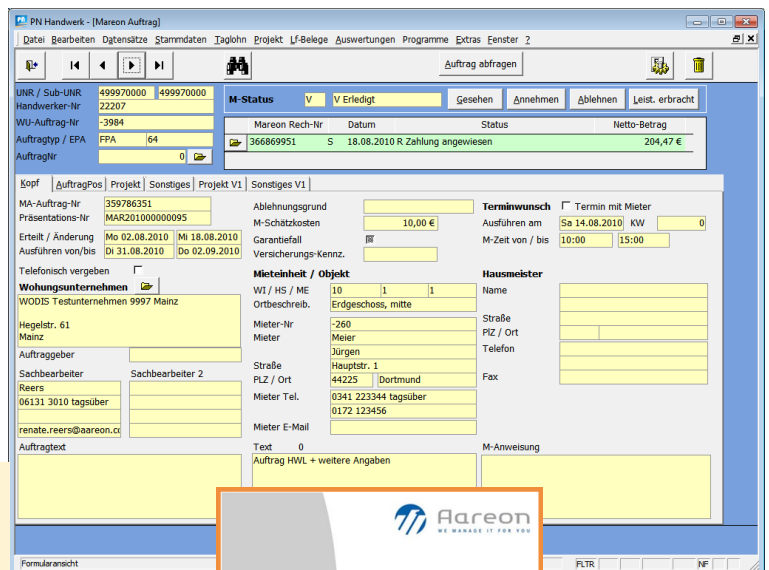 PN Handwerk - [Mareon Auftrag]
Datei Bearbeiten Datensätze Stammdaten Taglohn Projekt Lf-Belege Auswertungen Programme Extras Fenster ?
Auftrag abfragen
UNR / Sub-UNR 499970000 499970000
Handwerker-Nr 22207
WU-Auftrag-Nr -3984
Auftragtyp / EPA FPA 64
AuftragNr 0
M-Status V V Erledigt Gesehen Annehmen Ablehnen Leist. erbracht
Mareon Rech-Nr Datum Status Netto-Betrag
366869951 S 18.08.2010 R Zahlung angewiesen 204,47 €
Kopf AuftragPos Projekt Sonstiges Projekt V1 Sonstiges V1
MA-Auftrag-Nr 359786351
Präsentations-Nr MAR201000000095
Erteilt / Änderung Mo 02.08.2010 Mi 18.08.2010
Ausführen von/bis Di 31.08.2010 Do 02.09.2010
Telefonisch vergeben
Wohungsunternehmen
WODIS Testunternehmen 9997 Mainz
Hegelstr. 61
Mainz
Auftraggeber
Sachbearbeiter Sachbearbeiter 2
Reers
06131 3010 tagsüber
renate.reers@aareon.co
Auftragtext
Ablehnungsgrund
M-Schätzkosten 10,00 €
Garantiefall
Versicherungs-Kennz.
Mieteinheit / Objekt
WI / HS / ME 10 1 1
Ortbeschreib. Erdgeschoss, mitte
Mieter-Nr -260
Mieter Meier
Jürgen
Straße Hauptstr. 1
PLZ / Ort 44225 Dortmund
Mieter Tel. 0341 223344 tagsüber
0172 123456
Mieter E-Mail
Text 0
Auftrag HWL + weitere Angaben
Terminwunsch Termin mit Mieter
Ausführen am Sa 14.08.2010 KW 0
M-Zeit von / bis 10:00 15:00
Hausmeister
Name
Straße
PlZ / Ort
Telefon
Fax
M-Anweisung
Aareon
WE MANAGE IT FOR YOU
Formularansicht FLTR NF